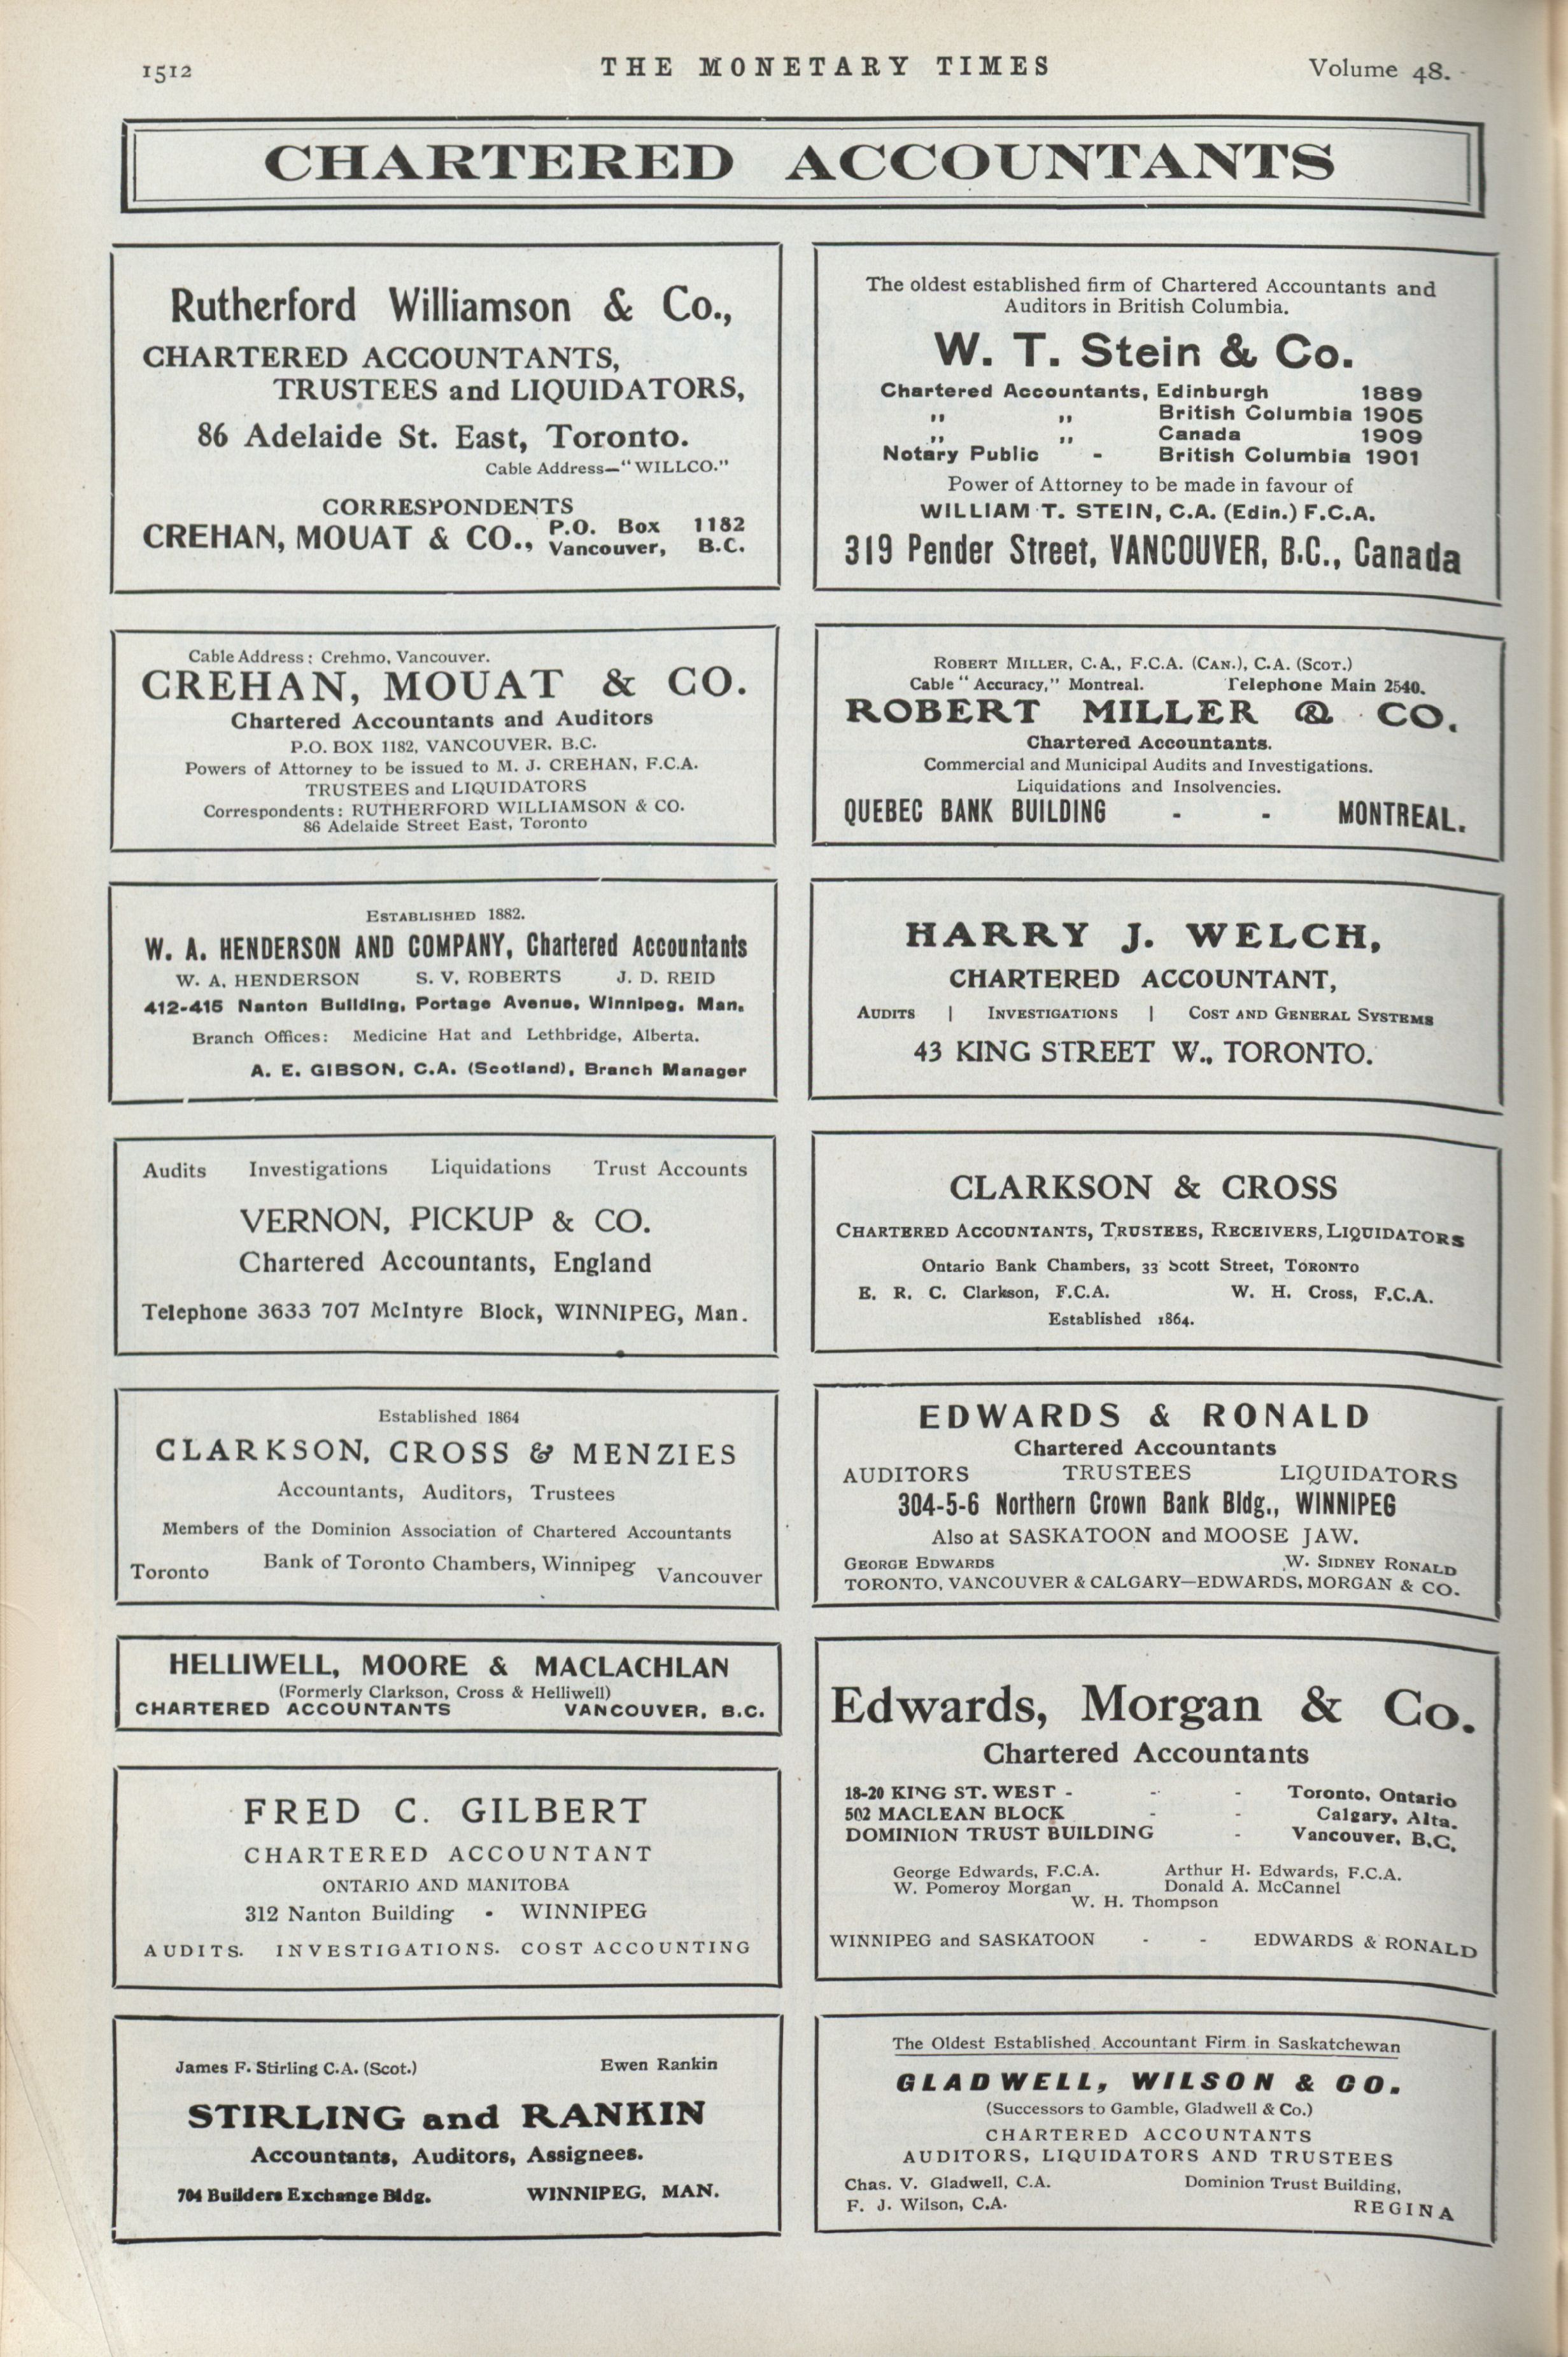 1512
THE MONETARY TIMES
Volume 48.
CHARTERED ACCOUNTANTS
Rutherford Williamson & Co.,
CHARTERED ACCOUNTANTS,
TRUSTEES and LIQUIDATORS,
86 Adelaide St. East, Toronto.
Cable Address—"WILLCO."
CORRESPONDENTS
CREHAN, MOUAT & CO., P.O. Box 1182
Vancouver, B.C.
The oldest established firm of Chartered Accountants and
Auditors in British Columbia.
W. T. Stein & Co.
Chartered Accountants, Edinburgh 1889
,, ,, British Columbia 1905
,, ,, Canada 1909
Notary Public - British Columbia 1901
Power of Attorney to be made in favour of
WILLIAM T. STEIN, C.A. (Edin.) F.C.A.
319 Pender Street, VANCOUVER, B.C., Canada
Cable Address: Crehmo, Vancouver.
CREHAN, MOUAT & CO.
Chartered Accountants and Auditors
P.O. BOX 1182, VANCOUVER, B.C.
Powers of Attorney to be issued to M. J. CREHAN, F.C.A.
TRUSTEES and LIQUIDATORS
Correspondents: RUTHERFORD WILLIAMSON & CO.
86 Adelaide Street East, Toronto
ROBERT MILLER, C.A., F.C.A. (CAN.), C.A. (SCOT.)
Cable "Accuracy," Montreal. Telephone Main 2540.
ROBERT MILLER & CO.
Chartered Accountants.
Commercial and Municipal Audits and Investigations.
Liquidations and Insolvencies.
QUEBEC BANK BUILDING - - MONTREAL.
ESTABLISHED 1882.
W. A. HENDERSON AND COMPANY, Chartered Accountants
W. A. HENDERSON S. V. ROBERTS J. D. REID
412-415 Nanton Building, Portage Avenue, Winnipeg, Man.
Branch Offices: Medicine Hat and Lethbridge, Alberta.
A. E. GIBSON, C.A. (Scotland), Branch Manager
HARRY J. WELCH,
CHARTERED ACCOUNTANT,
AUDITS | INVESTIGATIONS | COST AND GENERAL SYSTEMS
43 KING STREET W., TORONTO.
Audits Investigations Liquidations Trust Accounts
VERNON, PICKUP & CO.
Chartered Accountants, England
Telephone 3633 707 McIntyre Block, WINNIPEG, Man.
CLARKSON & CROSS
CHARTERED ACCOUNTANTS, TRUSTEES, RECEIVERS, LIQUIDATORS
Ontario Bank Chambers, 33 Scott Street, TORONTO
E. R. C. Clarkson, F.C.A. W. H. Cross, F.C.A.
Established 1864.
Established 1864
CLARKSON, CROSS & MENZIES
Accountants, Auditors, Trustees
Members of the Dominion Association of Chartered Accountants
Toronto Bank of Toronto Chambers, Winnipeg Vancouver
EDWARDS & RONALD
Chartered Accountants
AUDITORS TRUSTEES LIQUIDATORS
304-5-6 Northern Crown Bank Bldg., WINNIPEG
Also at SASKATOON and MOOSE JAW.
GEORGE EDWARDS W. SIDNEY RONALD
TORONTO, VANCOUVER & CALGARY—EDWARDS, MORGAN & CO.
HELLIWELL, MOORE & MACLACHLAN
(Formerly Clarkson, Cross & Helliwell)
CHARTERED ACCOUNTANTS VANCOUVER, B.C.
Edwards, Morgan & Co.
Chartered Accountants
18-20 KING ST. WEST - - - Toronto, Ontario
502 MACLEAN BLOCK - - Calgary, Alta.
DOMINION TRUST BUILDING - Vancouver, B.C.
George Edwards, F.C.A. Arthur H. Edwards, F.C.A.
W. Pomeroy Morgan Donald A. McCannel
W. H. Thompson
WINNIPEG and SASKATOON - - EDWARDS & RONALD
FRED C. GILBERT
CHARTERED ACCOUNTANT
ONTARIO AND MANITOBA
312 Nanton Building - WINNIPEG
AUDITS. INVESTIGATIONS. COST ACCOUNTING
James F. Stirling C.A. (Scot.) Ewen Rankin
STIRLING and RANKIN
Accountants, Auditors, Assignees.
704 Builders Exchange Bldg. WINNIPEG, MAN.
The Oldest Established Accountant Firm in Saskatchewan
GLADWELL, WILSON & CO.
(Successors to Gamble, Gladwell & Co.)
CHARTERED ACCOUNTANTS
AUDITORS, LIQUIDATORS AND TRUSTEES
Chas. V. Gladwell, C.A. Dominion Trust Building,
F. J. Wilson, C.A. REGINA